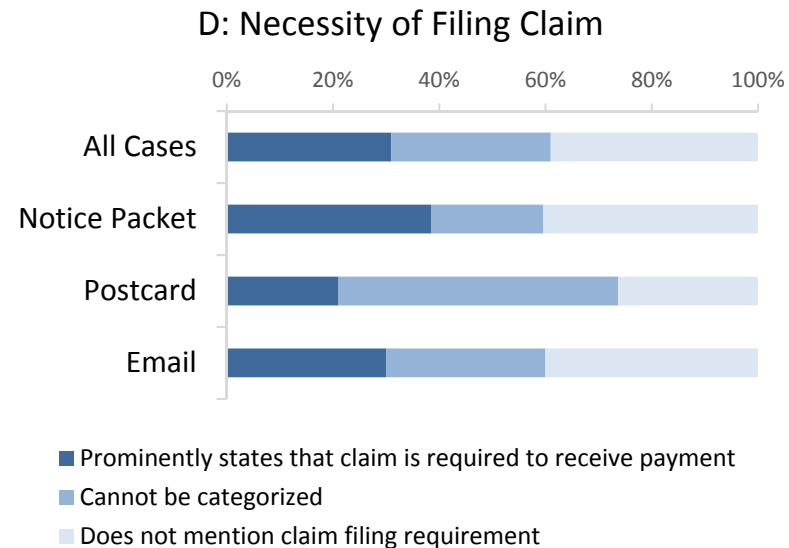 D: Necessity of Filing Claim
0% 20% 40% 60% 80% 100%
All Cases
Notice Packet
Postcard
Email
Prominently states that claim is required to receive payment
Cannot be categorized
Does not mention claim filing requirement